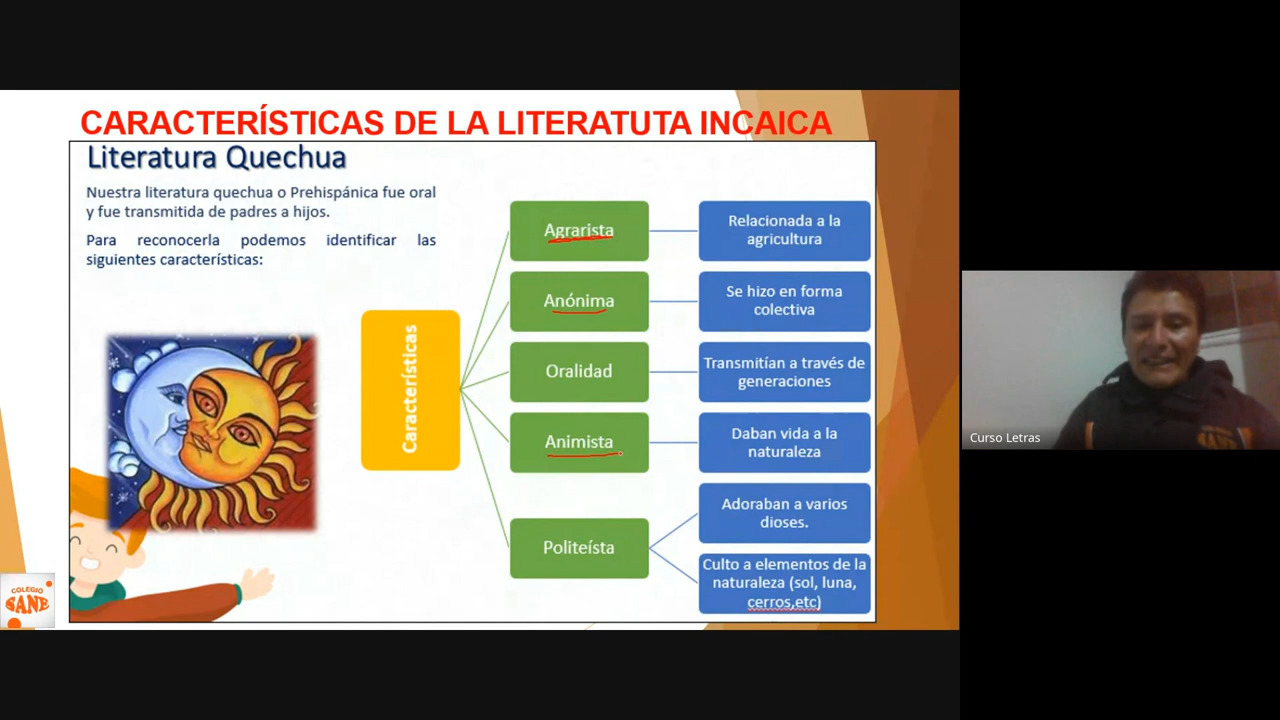 CARACTERÍSTICAS DE LA LITERATUTA INCAICA
Literatura Quechua
Nuestra literatura quechua o Prehispánica fue oral
y fue transmitida de padres a hijos.
Para reconocerla podemos identificar las
siguientes características:
Características
Agrarista
Relacionada a la
agricultura
Anónima
Se hizo en forma
colectiva
Oralidad
Transmitían a través de
generaciones
Animista
Daban vida a la
naturaleza
Politeísta
Adoraban a varios
dioses.
Culto a elementos de la
naturaleza (sol, luna,
cerros,etc)
COLEGIO
SANE
Curso Letras
SANE